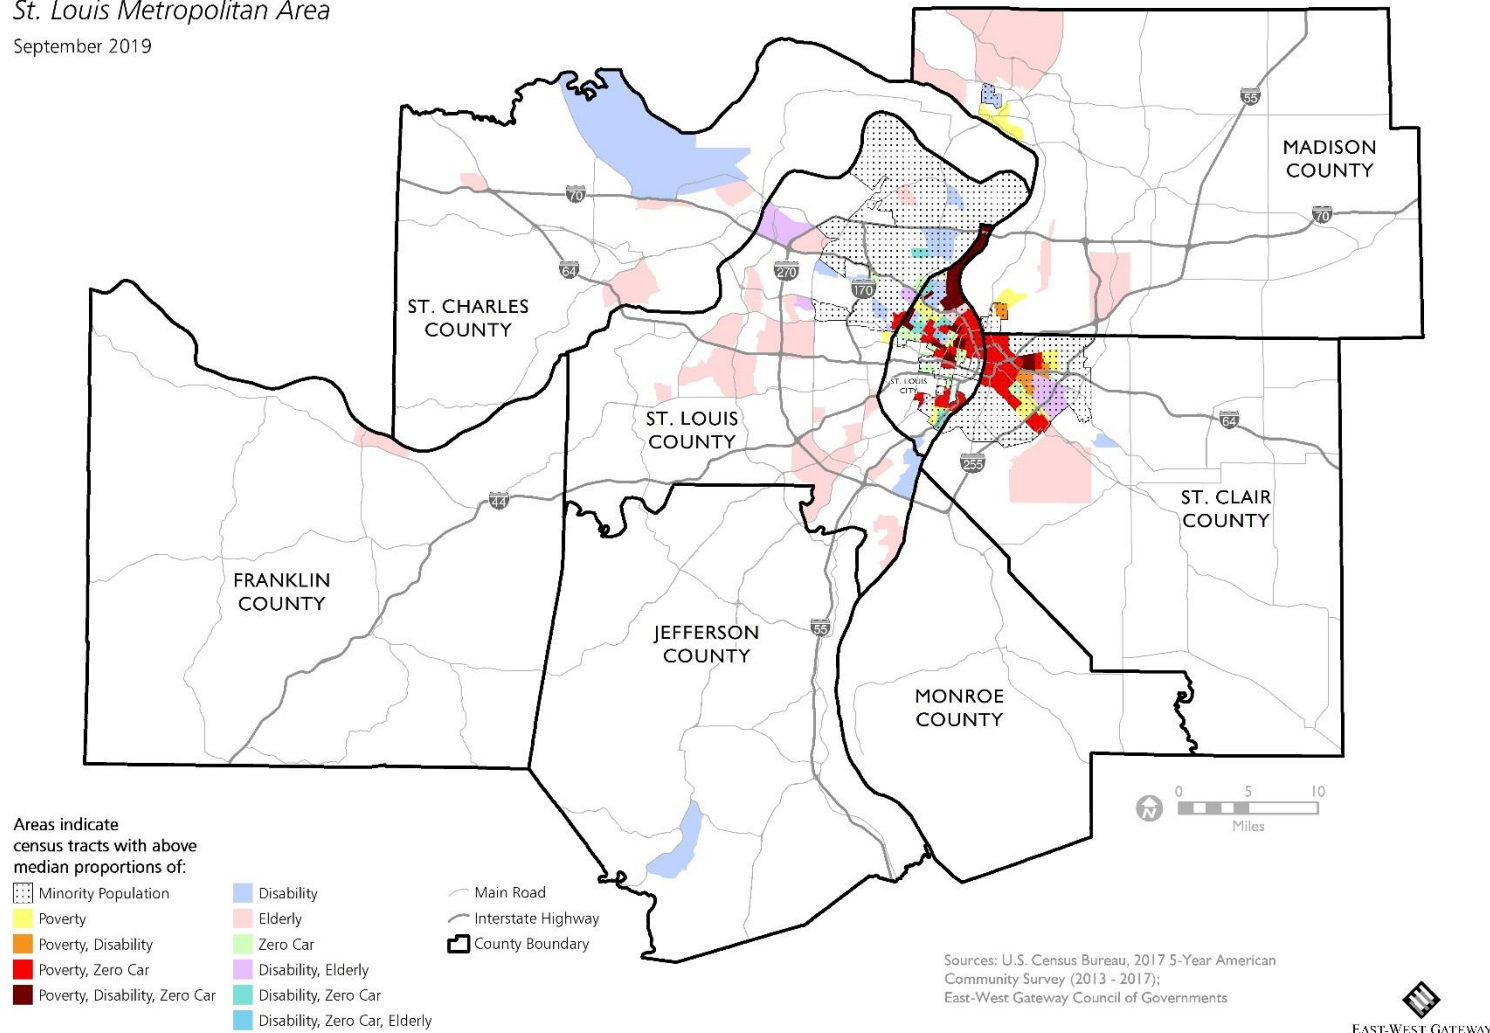 St. Louis Metropolitan Area
September 2019
55
MADISON
COUNTY
70
70
64
270
170
ST. CHARLES
COUNTY
ST. LOUIS
CITY
ST. LOUIS
COUNTY
64
255
44
ST. CLAIR
COUNTY
FRANKLIN
COUNTY
JEFFERSON
COUNTY
55
MONROE
COUNTY
N
0 5 10
Miles
Areas indicate
census tracts with above
median proportions of:
Minority Population
Poverty
Poverty, Disability
Poverty, Zero Car
Poverty, Disability, Zero Car
Disability
Elderly
Zero Car
Disability, Elderly
Disability, Zero Car
Disability, Zero Car, Elderly
Main Road
Interstate Highway
County Boundary
Sources: U.S. Census Bureau, 2017 5-Year American
Community Survey (2013 - 2017);
East-West Gateway Council of Governments
EAST-WEST GATEWAY